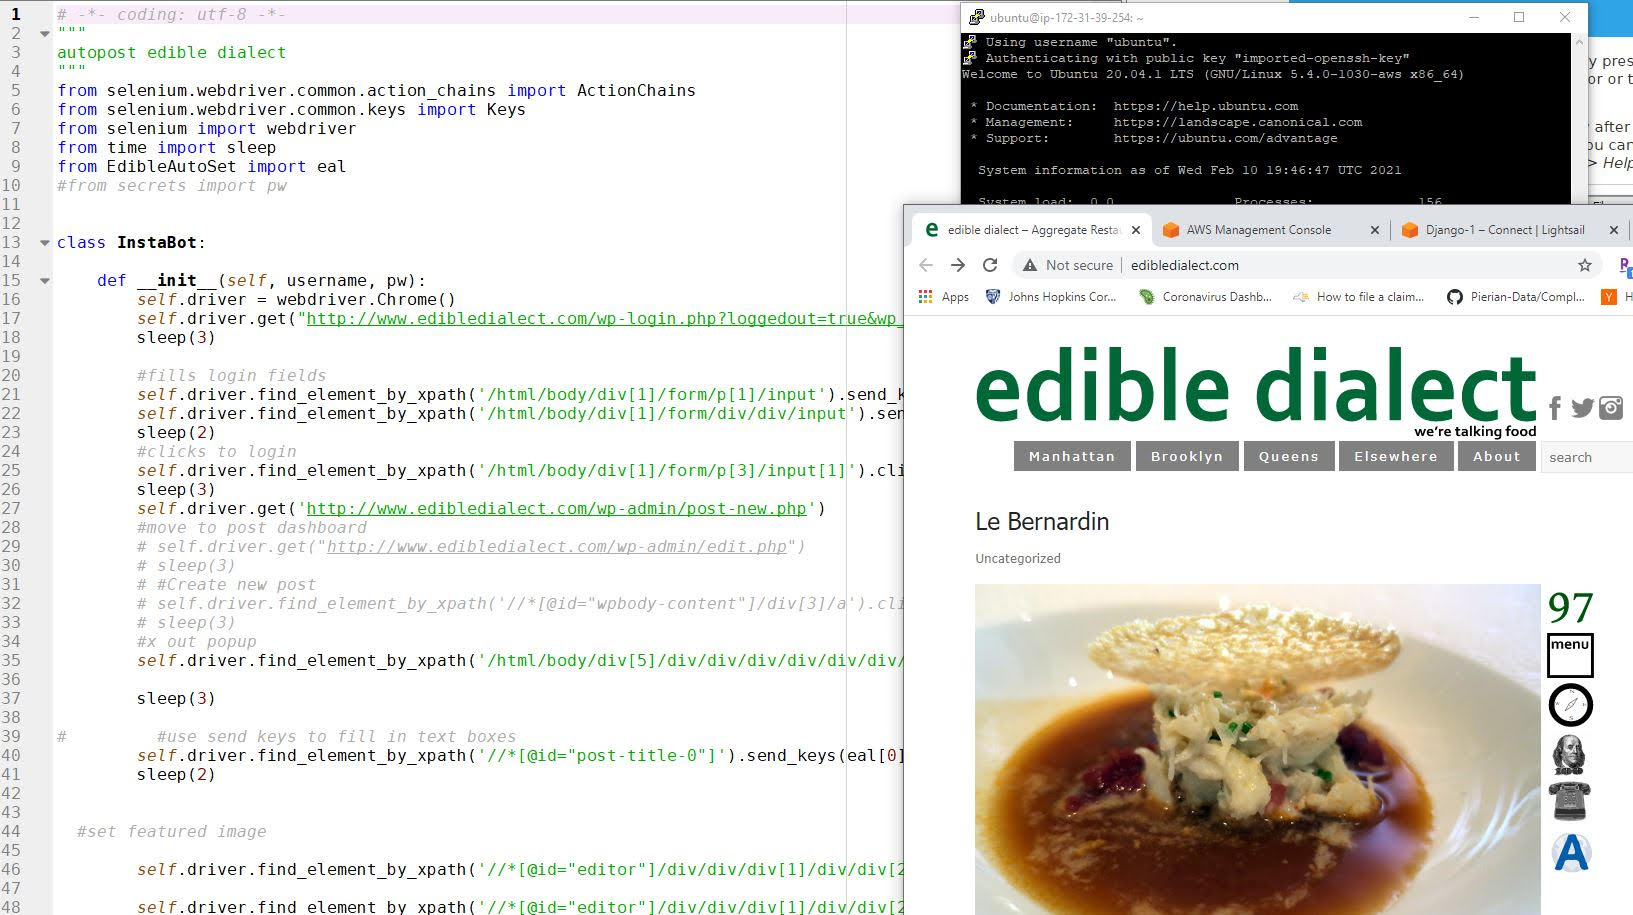 1 # -*- coding: utf-8 -*-
2 """
3 autopost edible dialect
4 """
5 from selenium.webdriver.common.action_chains import ActionChains
6 from selenium.webdriver.common.keys import Keys
7 from selenium import webdriver
8 from time import sleep
9 from EdibleAutoSet import eal
10 #from secrets import pw
11
12
13 class InstaBot:
14
15 def __init__(self, username, pw):
16 self.driver = webdriver.Chrome()
17 self.driver.get("http://www.edibledialect.com/wp-login.php?loggedout=true&wp_
18 sleep(3)
19
20 #fills login fields
21 self.driver.find_element_by_xpath('/html/body/div[1]/form/p[1]/input').send_k
22 self.driver.find_element_by_xpath('/html/body/div[1]/form/div/div/input').sen
23 sleep(2)
24 #clicks to login
25 self.driver.find_element_by_xpath('/html/body/div[1]/form/p[3]/input[1]').cli
26 sleep(3)
27 self.driver.get('http://www.edibledialect.com/wp-admin/post-new.php')
28 #move to post dashboard
29 # self.driver.get("http://www.edibledialect.com/wp-admin/edit.php")
30 # sleep(3)
31 # #Create new post
32 # self.driver.find_element_by_xpath('//*[@id="wpbody-content"]/div[3]/a').cli
33 # sleep(3)
34 #x out popup
35 self.driver.find_element_by_xpath('/html/body/div[5]/div/div/div/div/div/div/
36
37 sleep(3)
38
39 # #use send keys to fill in text boxes
40 self.driver.find_element_by_xpath('//*[@id="post-title-0"]').send_keys(eal[0]
41 sleep(2)
42
43
44 #set featured image
45
46 self.driver.find_element_by_xpath('//*[@id="editor"]/div/div/div[1]/div/div[2
47
48 self.driver.find_element_by_xpath('//*[@id="editor"]/div/div/div[1]/div/div[2
ubuntu@ip-172-31-39-254: ~
Using username "ubuntu".
Authenticating with public key "imported-openssh-key"
Welcome to Ubuntu 20.04.1 LTS (GNU/Linux 5.4.0-1030-aws x86_64)
* Documentation: https://help.ubuntu.com
* Management: https://landscape.canonical.com
* Support: https://ubuntu.com/advantage
System information as of Wed Feb 10 19:46:47 UTC 2021
System load: 0.0 Processes: 156
y pres
or or t
after
ou can
> Help
edible dialect – Aggregate Resta
AWS Management Console
Django-1 – Connect | Lightsail
Not secure | edibledialect.com
Apps
Johns Hopkins Cor...
Coronavirus Dashb...
How to file a claim...
Pierian-Data/Compl...
Y H
edible dialect
we're talking food
Manhattan Brooklyn Queens Elsewhere About search
Le Bernardin
Uncategorized
97
menu
A